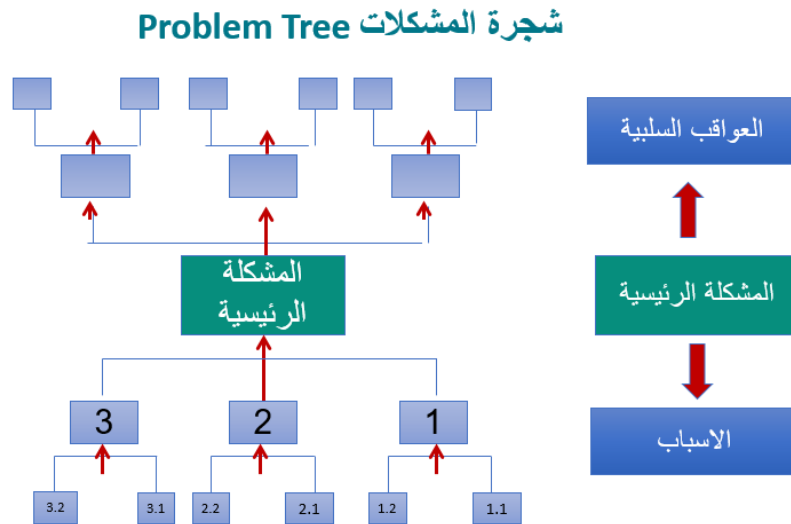 شجرة المشكلات Problem Tree
العواقب السلبية
المشكلة
الرئيسية
المشكلة الرئيسية
1
2
3
الاسباب
1.1
1.2
2.1
2.2
3.1
3.2